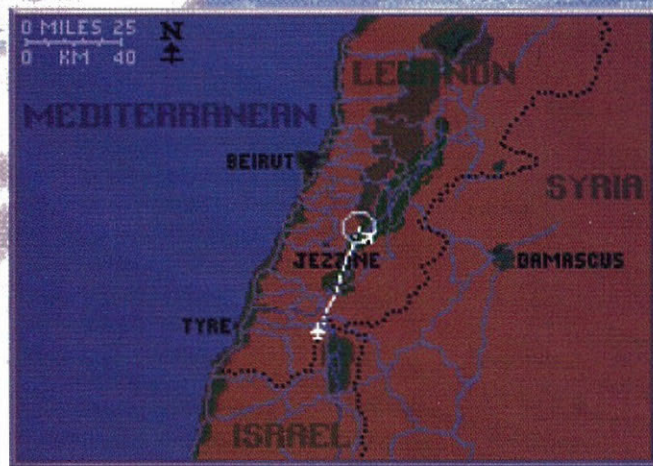 0 MILES 25
N
0 KM 40
LEBANON
MEDITERRANEAN
BEIRUT
SYRIA
JEZZINE
DAMASCUS
TYRE
ISRAEL